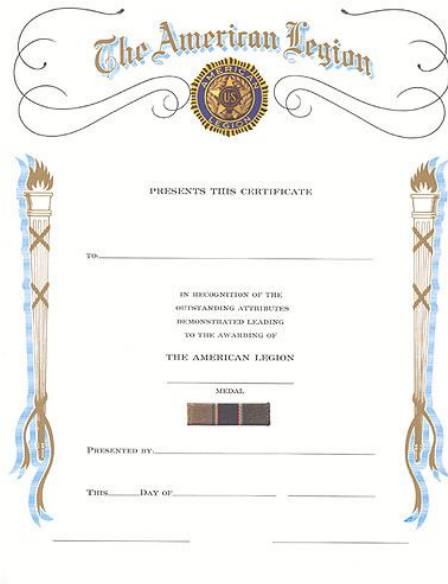 The American Legion
AMERICAN
US
LEGION
PRESENTS THIS CERTIFICATE
TO:
IN RECOGNITION OF THE
OUTSTANDING ATTRIBUTES
DEMONSTRATED LEADING
TO THE AWARDING OF
THE AMERICAN LEGION
MEDAL
PRESENTED BY:
THIS DAY OF